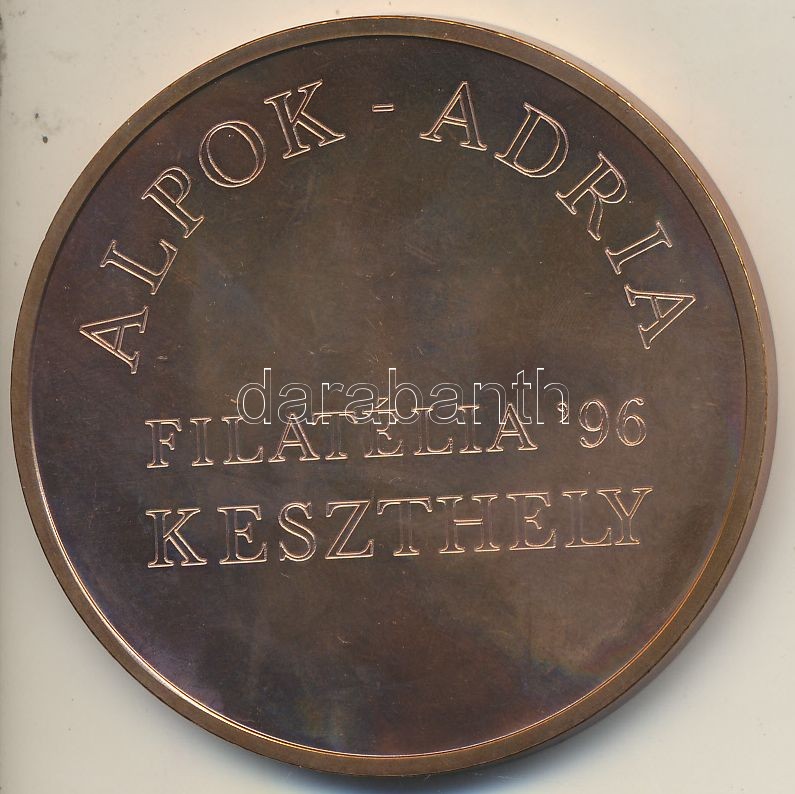 ALPOK - ADRIA
darabanth
FILATÉLIA '96
KESZTHELY